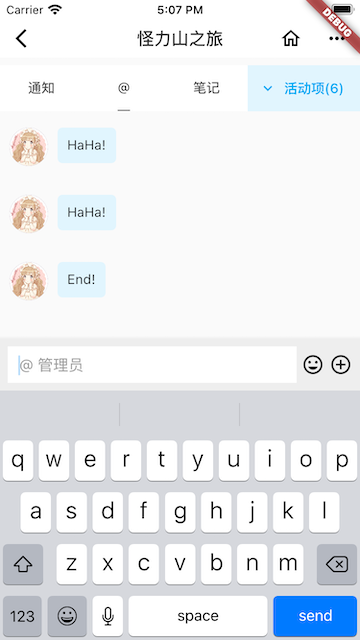 Carrier 5:07 PM
DEBUG
怪力山之旅
通知 @ 笔记 活动项(6)
HaHa!
HaHa!
End!
@ 管理员
q w e r t y u i o p
a s d f g h j k l
z x c v b n m
123 space send